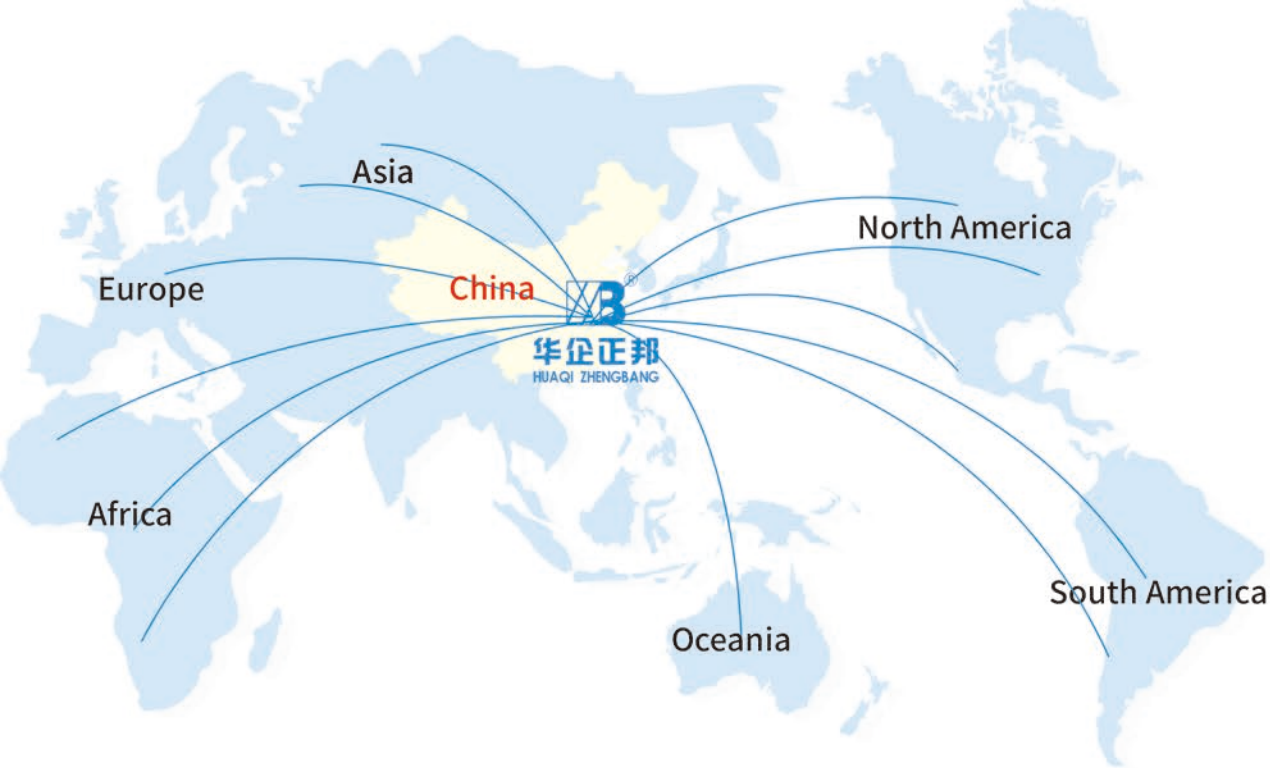 Asia
North America
Europe
China
®
华企正邦
HUAQI ZHENGBANG
Africa
South America
Oceania